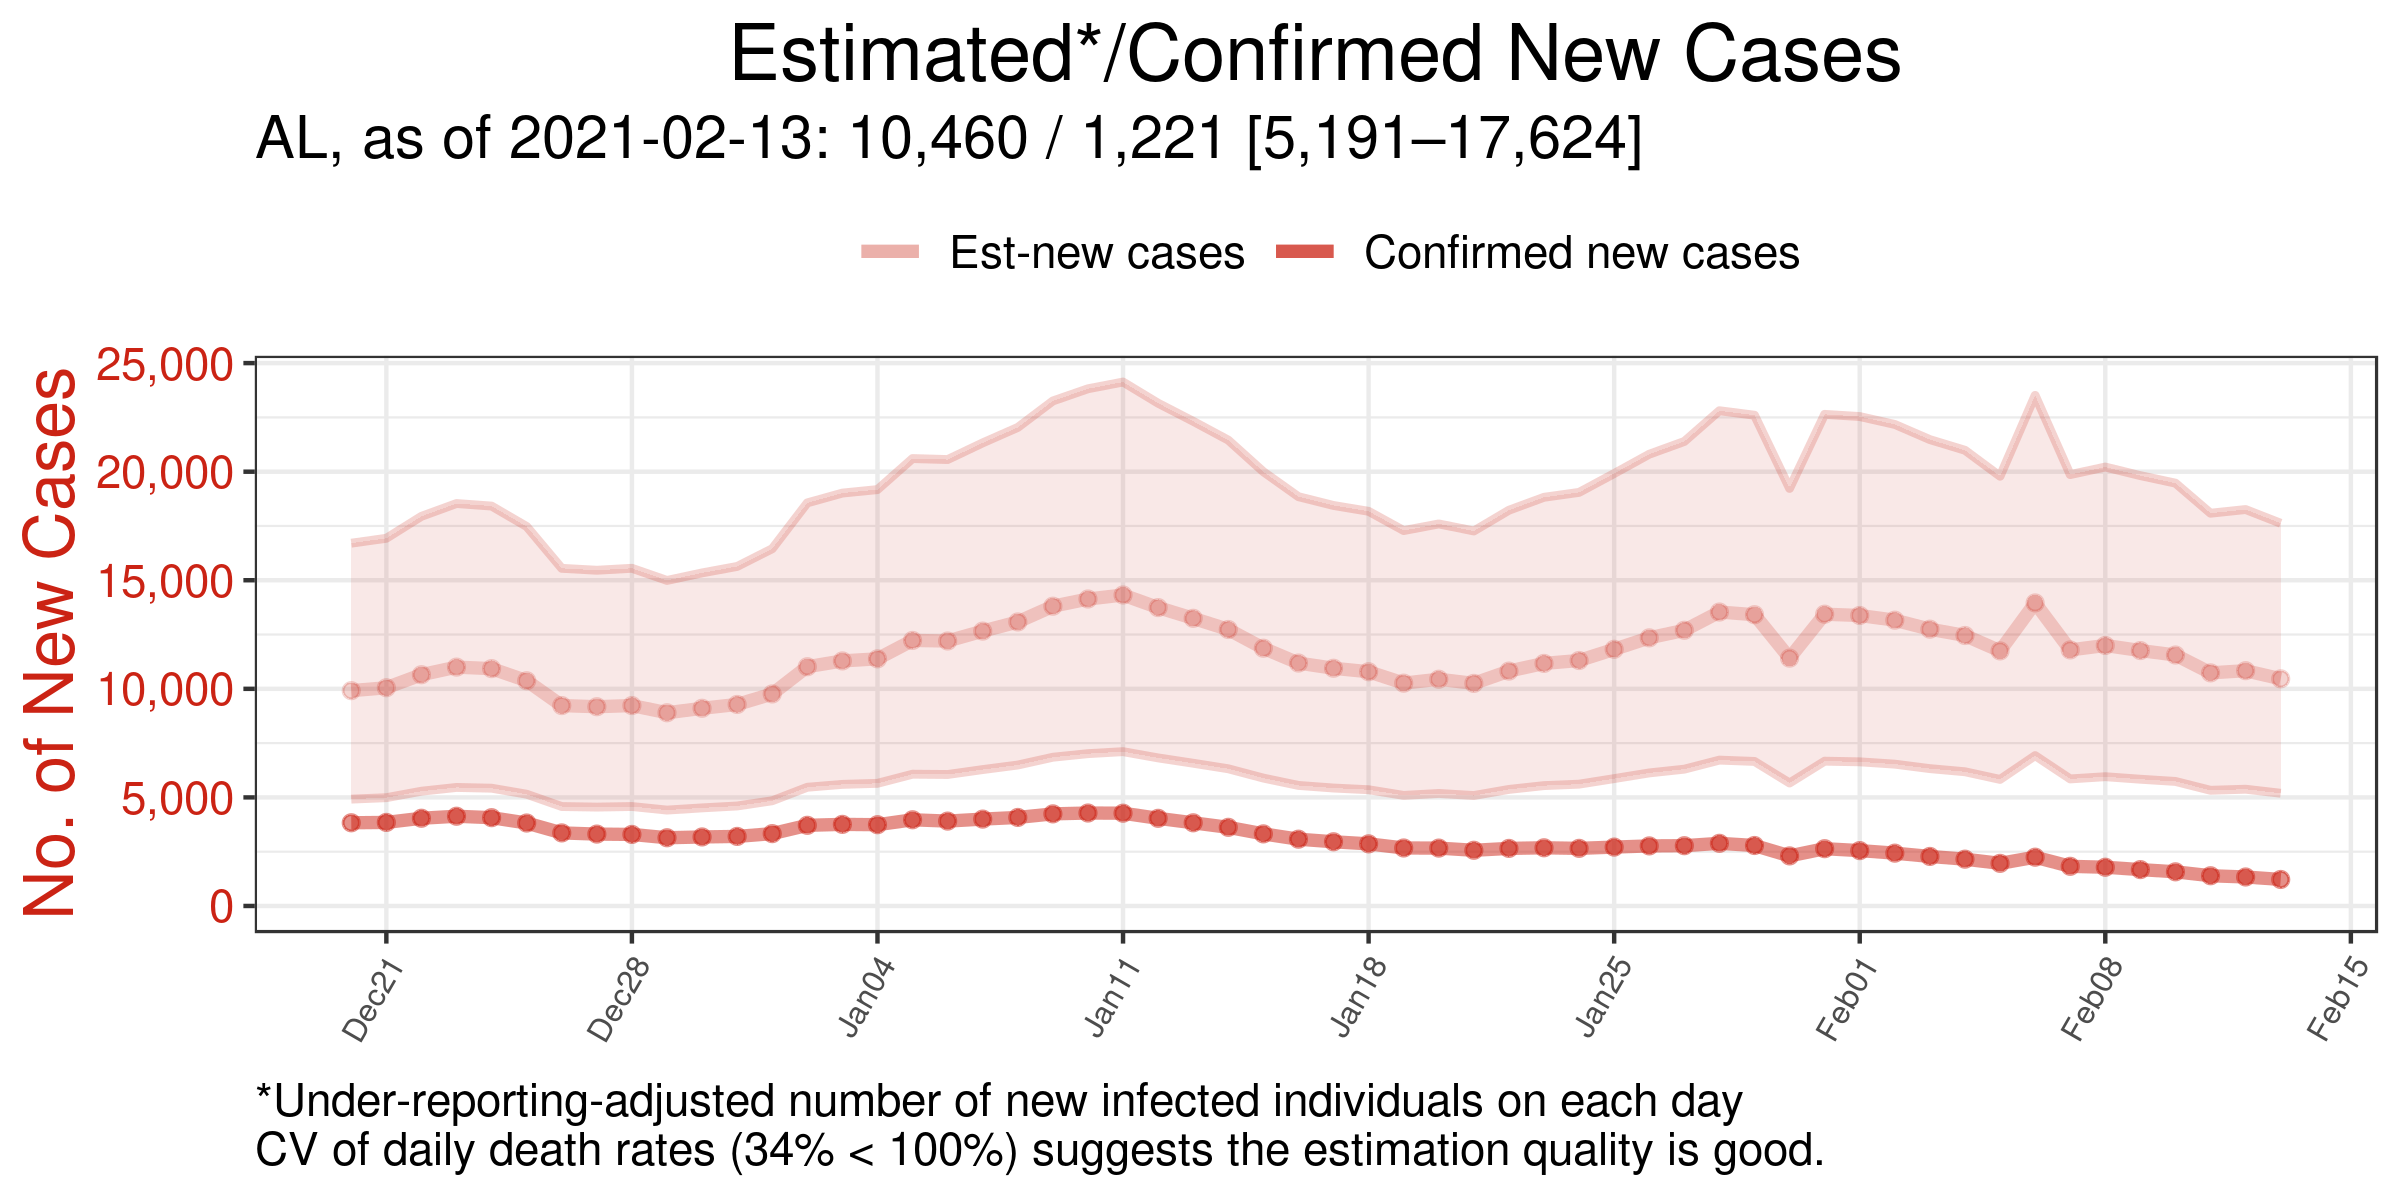 Estimated*/Confirmed New Cases
AL, as of 2021-02-13: 10,460 / 1,221 [5,191–17,624]
Est-new cases
Confirmed new cases
No. of New Cases
25,000
20,000
15,000
10,000
5,000
0
Dec21
Dec28
Jan04
Jan11
Jan18
Jan25
Feb01
Feb08
Feb15
*Under-reporting-adjusted number of new infected individuals on each day
CV of daily death rates (34% < 100%) suggests the estimation quality is good.